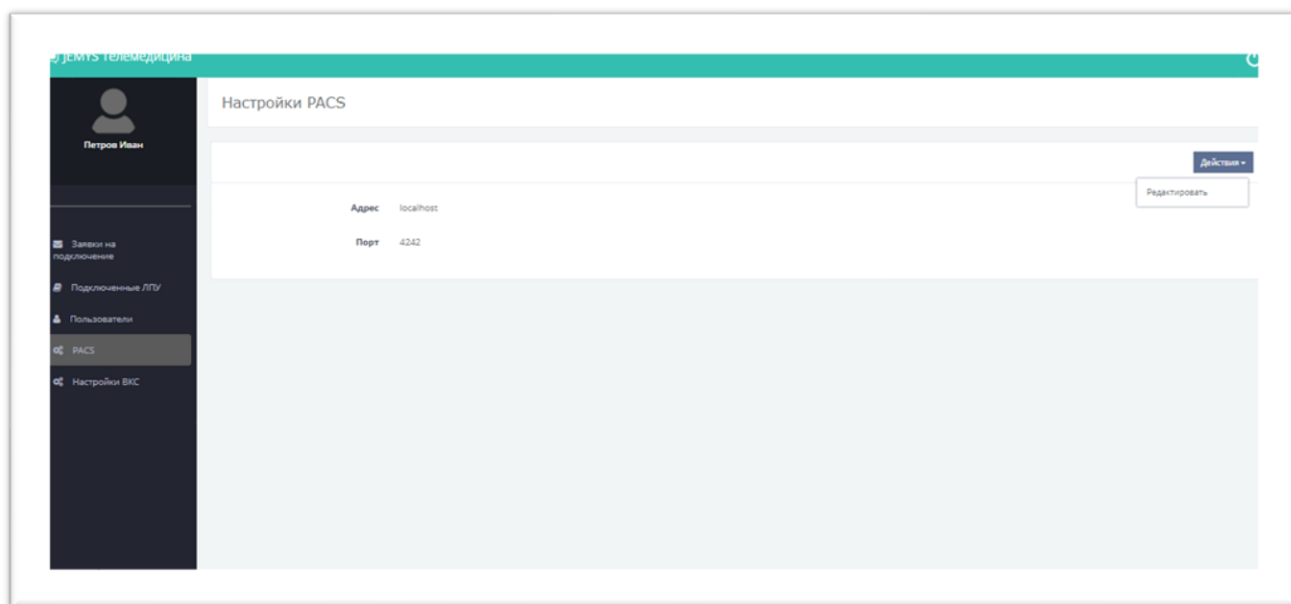 jEMYS Телемедицина
Петров Иван
Заявки на
подключение
Подключенные ЛПУ
Пользователи
PACS
Настройки ВКС
Настройки PACS
Действия
Редактировать
Адрес localhost
Порт 4242